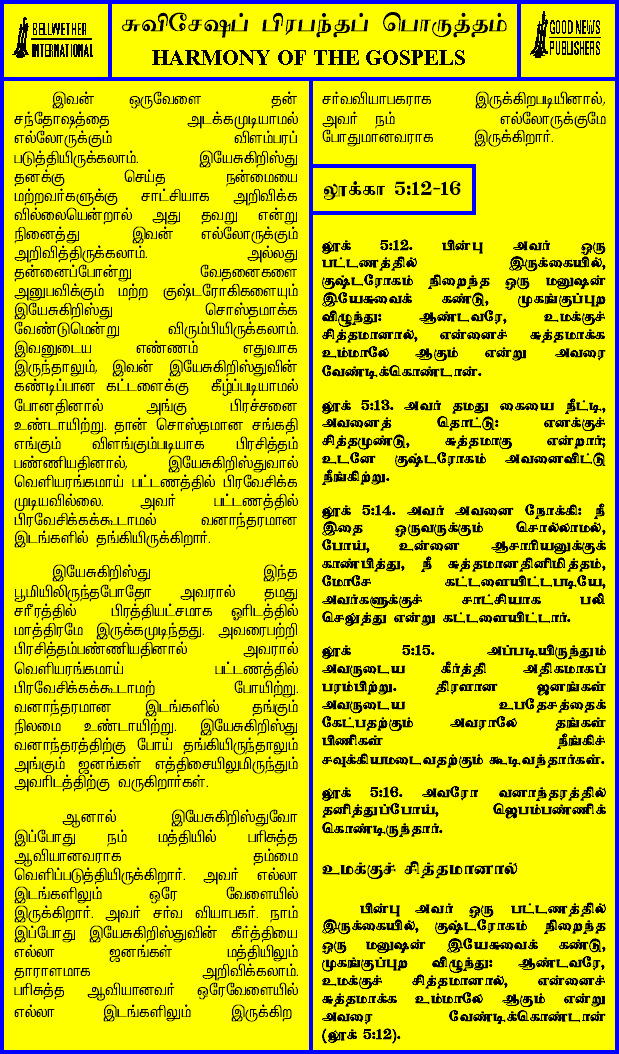 BELLWETHER
INTERNATIONAL
சுவிசேஷப் பிரபந்தப் பொருத்தம்
HARMONY OF THE GOSPELS
GOOD NEWS
PUBLISHERS
இவன் ஒருவேளை தன்
சந்தோஷத்தை அடக்கமுடியாமல்
எல்லோருக்கும் விளம்பரப்
படுத்தியிருக்கலாம். இயேசுகிறிஸ்து
தனக்கு செய்த நன்மையை
மற்றவர்களுக்கு சாட்சியாக அறிவிக்க
வில்லையென்றால் அது தவறு என்று
நினைத்து இவன் எல்லோருக்கும்
அறிவித்திருக்கலாம். அல்லது
தன்னைப்போன்று வேதனைகளை
அனுபவிக்கும் மற்ற குஷ்டரோகிகளையும்
இயேசுகிறிஸ்து சொஸ்தமாக்க
வேண்டுமென்று விரும்பியிருக்கலாம்.
இவனுடைய எண்ணம் எதுவாக
இருந்தாலும், இவன் இயேசுகிறிஸ்துவின்
கண்டிப்பான கட்டளைக்கு கீழ்ப்படியாமல்
போனதினால் அங்கு பிரச்சனை
உண்டாயிற்று. தான் சொஸ்தமான சங்கதி
எங்கும் விளங்கும்படியாக பிரசித்தம்
பண்ணியதினால், இயேசுகிறிஸ்துவால்
வெளியரங்கமாய் பட்டணத்தில் பிரவேசிக்க
முடியவில்லை. அவர் பட்டணத்தில்
பிரவேசிக்கக்கூடாமல் வனாந்தரமான
இடங்களில் தங்கியிருக்கிறார்.
இயேசுகிறிஸ்து இந்த
பூமியிலிருந்தபோதோ அவரால் தமது
சரீரத்தில் பிரத்தியட்சமாக ஓரிடத்தில்
மாத்திரமே இருக்கமுடிந்தது. அவரைபற்றி
பிரசித்தம்பண்ணியதினால் அவரால்
வெளியரங்கமாய் பட்டணத்தில்
பிரவேசிக்கக்கூடாமற் போயிற்று.
வனாந்தரமான இடங்களில் தங்கும்
நிலமை உண்டாயிற்று. இயேசுகிறிஸ்து
வனாந்தரத்திற்கு போய் தங்கியிருந்தாலும்
அங்கும் ஜனங்கள் எத்திசையிலுமிருந்தும்
அவரிடத்திற்கு வருகிறார்கள்.
ஆனால் இயேசுகிறிஸ்துவோ
இப்போது நம் மத்தியில் பரிசுத்த
ஆவியானவராக தம்மை
வெளிப்படுத்தியிருக்கிறார். அவர் எல்லா
இடங்களிலும் ஒரே வேளையில்
இருக்கிறார். அவர் சர்வ வியாபகர். நாம்
இப்போது இயேசுகிறிஸ்துவின் கீர்த்தியை
எல்லா ஜனங்கள் மத்தியிலும்
தாராளமாக அறிவிக்கலாம்.
பரிசுத்த ஆவியானவர் ஒரேவேளையில்
எல்லா இடங்களிலும் இருக்கிற
சர்வவியாபகராக இருக்கிறபடியினால்,
அவர் நம் எல்லோருக்குமே
போதுமானவராக இருக்கிறார்.
லூக்கா 5:12-16
லூக் 5:12. பின்பு அவர் ஒரு
பட்டணத்தில் இருக்கையில்,
குஷ்டரோகம் நிறைந்த ஒரு மனுஷன்
இயேசுவைக் கண்டு, முகங்குப்புற
விழுந்து: ஆண்டவரே, உமக்குச்
சித்தமானால், என்னைச் சுத்தமாக்க
உம்மாலே ஆகும் என்று அவரை
வேண்டிக்கொண்டான்.
லூக் 5:13. அவர் தமது கையை நீட்டி,
அவனைத் தொட்டு: எனக்குச்
சித்தமுண்டு, சுத்தமாகு என்றார்;
உடனே குஷ்டரோகம் அவனைவிட்டு
நீங்கிற்று.
லூக் 5:14. அவர் அவனை நோக்கி: நீ
இதை ஒருவருக்கும் சொல்லாமல்,
போய், உன்னை ஆசாரியனுக்குக்
காண்பித்து, நீ சுத்தமானதினிமித்தம்,
மோசே கட்டளையிட்டபடியே,
அவர்களுக்குச் சாட்சியாக பலி
செலுத்து என்று கட்டளையிட்டார்.
லூக் 5:15. அப்படியிருந்தும்
அவருடைய கீர்த்தி அதிகமாகப்
பரம்பிற்று. திரளான ஜனங்கள்
அவருடைய உபதேசத்தைக்
கேட்பதற்கும் அவராலே தங்கள்
பிணிகள் நீங்கிச்
சவுக்கியமடைவதற்கும் கூடிவந்தார்கள்.
லூக் 5:16. அவரோ வனாந்தரத்தில்
தனித்துப்போய், ஜெபம்பண்ணிக்
கொண்டிருந்தார்.
உமக்குச் சித்தமானால்
பின்பு அவர் ஒரு பட்டணத்தில்
இருக்கையில், குஷ்டரோகம் நிறைந்த
ஒரு மனுஷன் இயேசுவைக் கண்டு,
முகங்குப்புற விழுந்து: ஆண்டவரே,
உமக்குச் சித்தமானால், என்னைச்
சுத்தமாக்க உம்மாலே ஆகும் என்று
அவரை வேண்டிக்கொண்டான்
(லூக் 5:12).